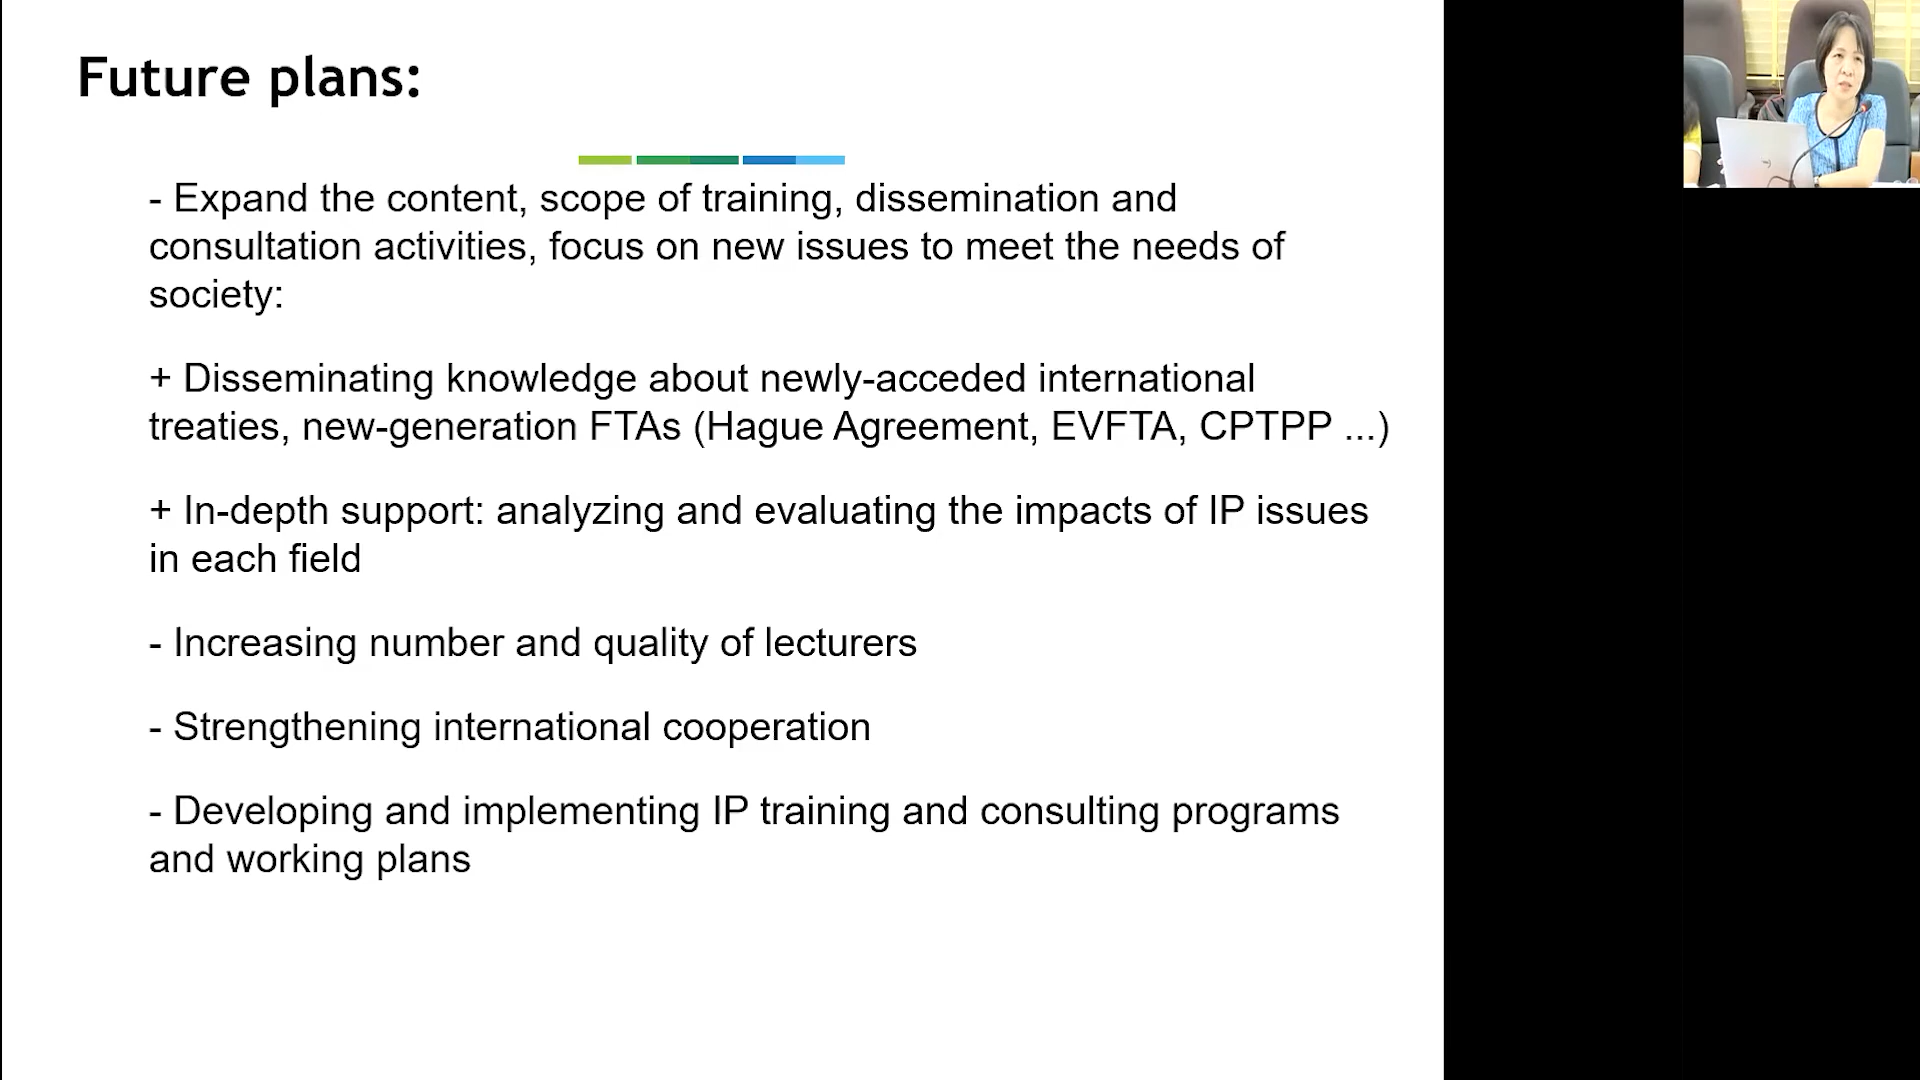 Future plans:
- Expand the content, scope of training, dissemination and
consultation activities, focus on new issues to meet the needs of
society:
+ Disseminating knowledge about newly-acceded international
treaties, new-generation FTAs (Hague Agreement, EVFTA, CPTPP ...)
+ In-depth support: analyzing and evaluating the impacts of IP issues
in each field
- Increasing number and quality of lecturers
- Strengthening international cooperation
- Developing and implementing IP training and consulting programs
and working plans